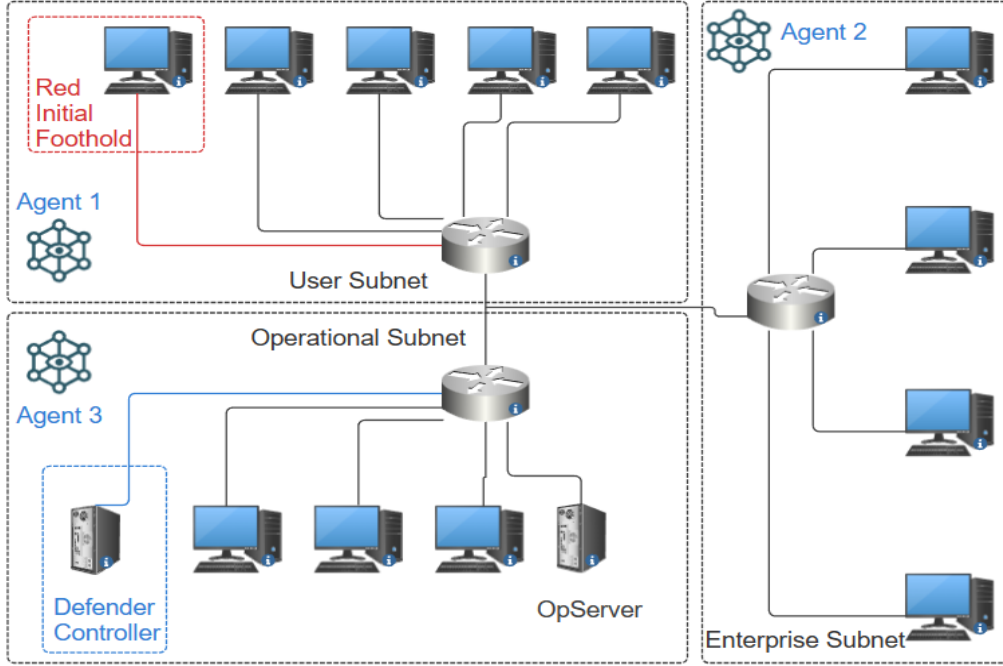 Red
Initial
Foothold
Agent 1
User Subnet
Agent 2
Operational Subnet
Agent 3
Defender
Controller
OpServer
Enterprise Subnet